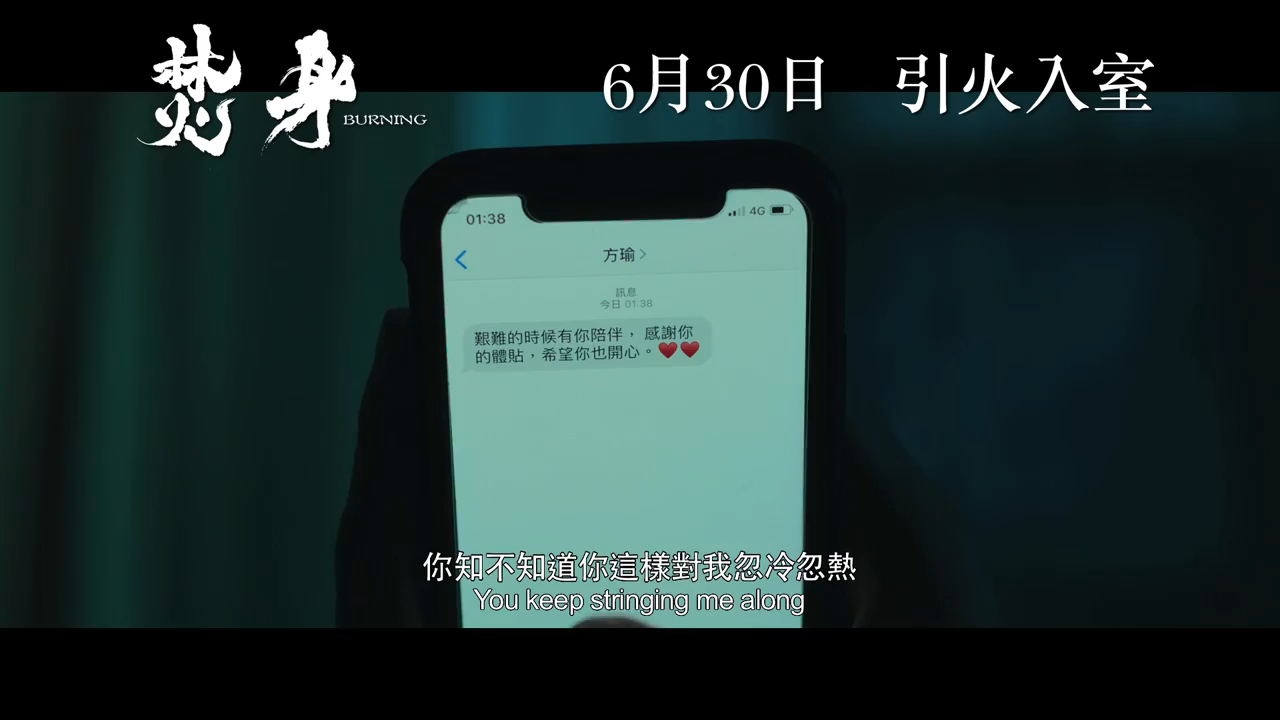 焚身
BURNING
6月30日 引火入室
01:38
4G
方瑜
訊息
今日 01:38
艱難的時候有你陪伴， 感謝你
的體貼，希望你也開心。❤️❤️
你知不知道你這樣對我忽冷忽熱
You keep stringing me along